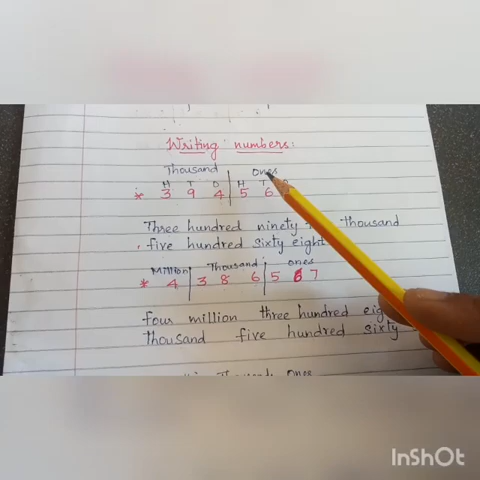 Writing numbers:
Thousand ones
H T O H T
* 3 9 4 5 6
Three hundred ninety thousand
five hundred sixty eight
Million Thousand ones
* 4 3 8 6 5 6 7
four million three hundred
thousand five hundred sixty
ones
InShOt